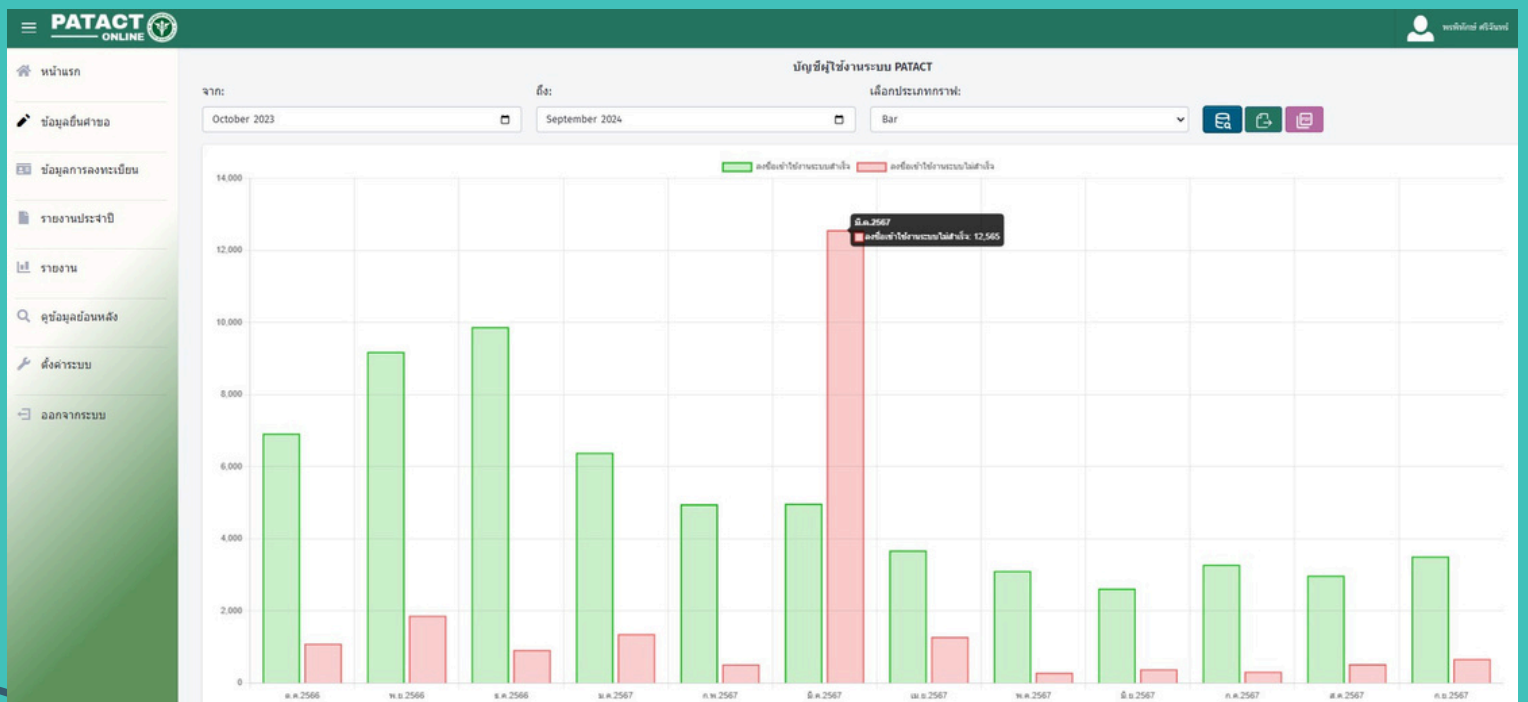 PATACT
ONLINE
พรพิทักษ์ ศรีจันทร์
หน้าแรก
ข้อมูลยื่นคำขอ
ข้อมูลการลงทะเบียน
รายงานประจำปี
รายงาน
ดูข้อมูลย้อนหลัง
ตั้งค่าระบบ
ออกจากระบบ
บัญชีผู้ใช้งานระบบ PATACT
จาก: ถึง: เลือกประเภทกราฟ:
October 2023 September 2024 Bar
ลงชื่อเข้าใช้งานระบบสำเร็จ ลงชื่อเข้าใช้งานระบบไม่สำเร็จ
14,000
มี.ค.2567
ลงชื่อเข้าใช้งานระบบไม่สำเร็จ: 12,565
12,000
10,000
8,000
6,000
4,000
2,000
0
ต.ค.2566 พ.ย.2566 ธ.ค.2566 ม.ค.2567 ก.พ.2567 มี.ค.2567 เม.ย.2567 พ.ค.2567 มิ.ย.2567 ก.ค.2567 ส.ค.2567 ก.ย.2567